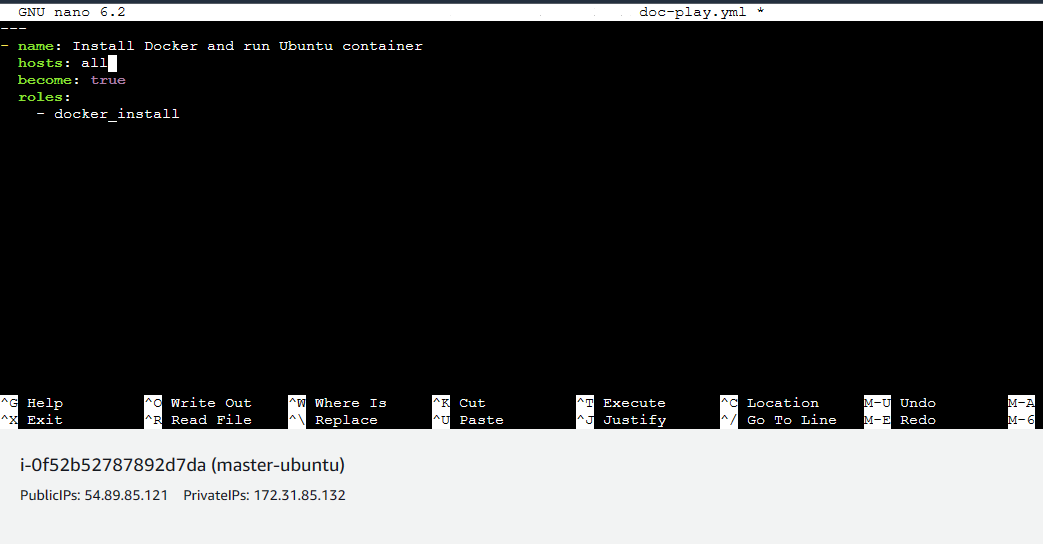 GNU nano 6.2 doc-play.yml *
---
- name: Install Docker and run Ubuntu container
  hosts: all
  become: true
  roles:
    - docker_install
^G Help ^O Write Out ^W Where Is ^K Cut ^T Execute ^C Location M-U Undo M-A
^X Exit ^R Read File ^\ Replace ^U Paste ^J Justify ^/ Go To Line M-E Redo M-6
i-0f52b52787892d7da (master-ubuntu)
PublicIPs: 54.89.85.121 PrivateIPs: 172.31.85.132